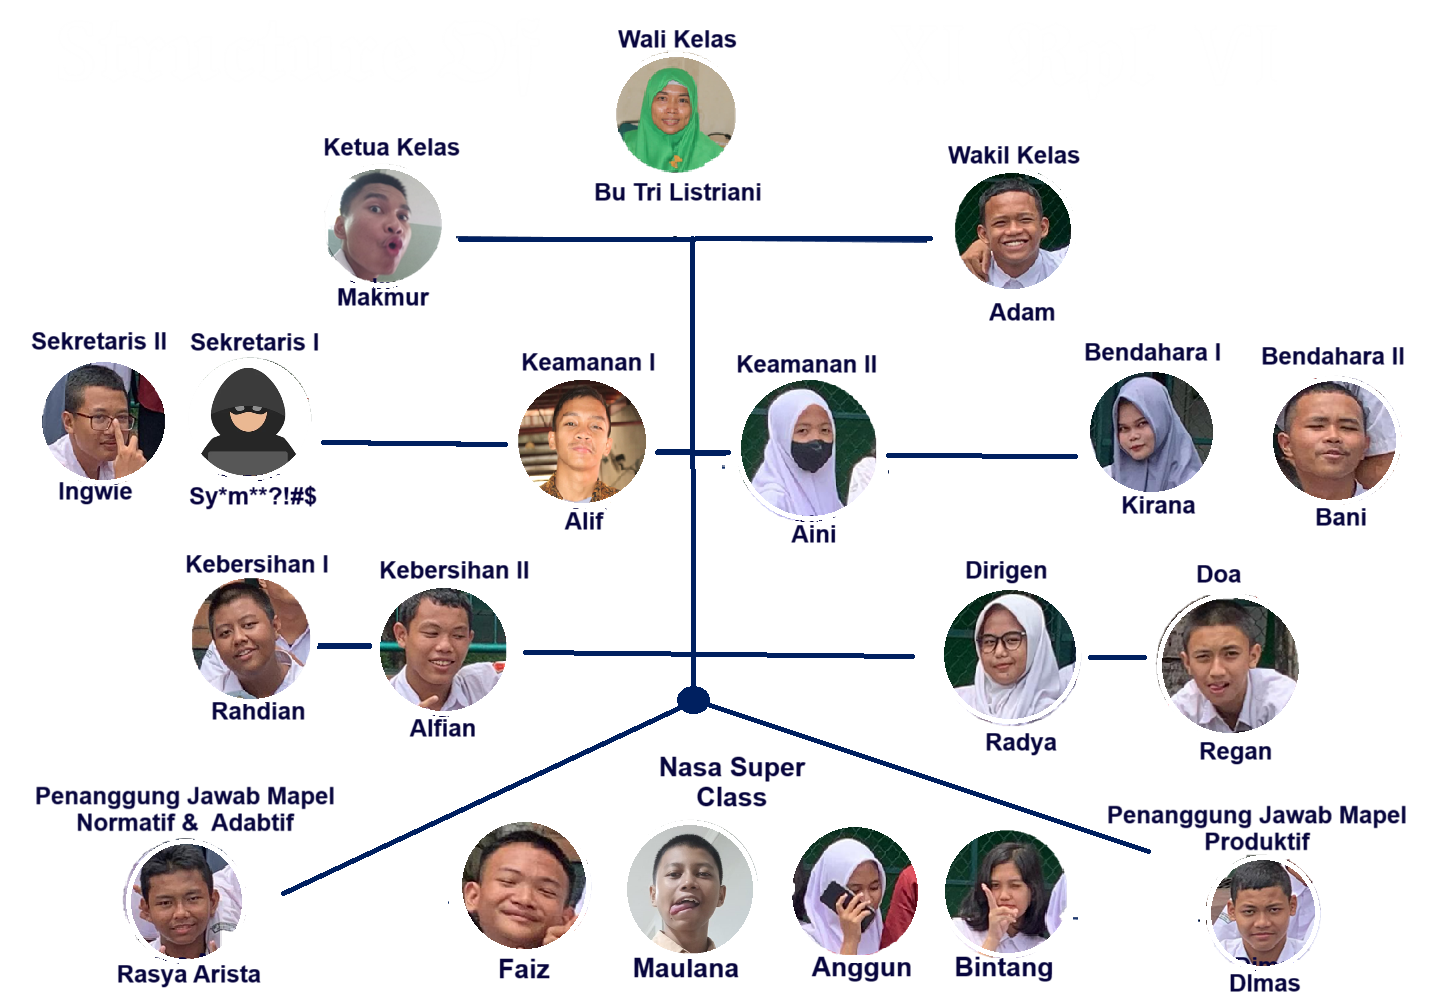 Wali Kelas
Bu Tri Listriani
Ketua Kelas
Makmur
Wakil Kelas
Adam
Sekretaris II
Ingwie
Sekretaris I
Sy*m**?!#$
Keamanan I
Alif
Keamanan II
Aini
Bendahara I
Kirana
Bendahara II
Bani
Kebersihan I
Rahdian
Kebersihan II
Alfian
Dirigen
Radya
Doa
Regan
Nasa Super
Class
Penanggung Jawab Mapel
Normatif & Adabtif
Rasya Arista
Faiz
Maulana
Anggun
Bintang
Penanggung Jawab Mapel
Produktif
DImas